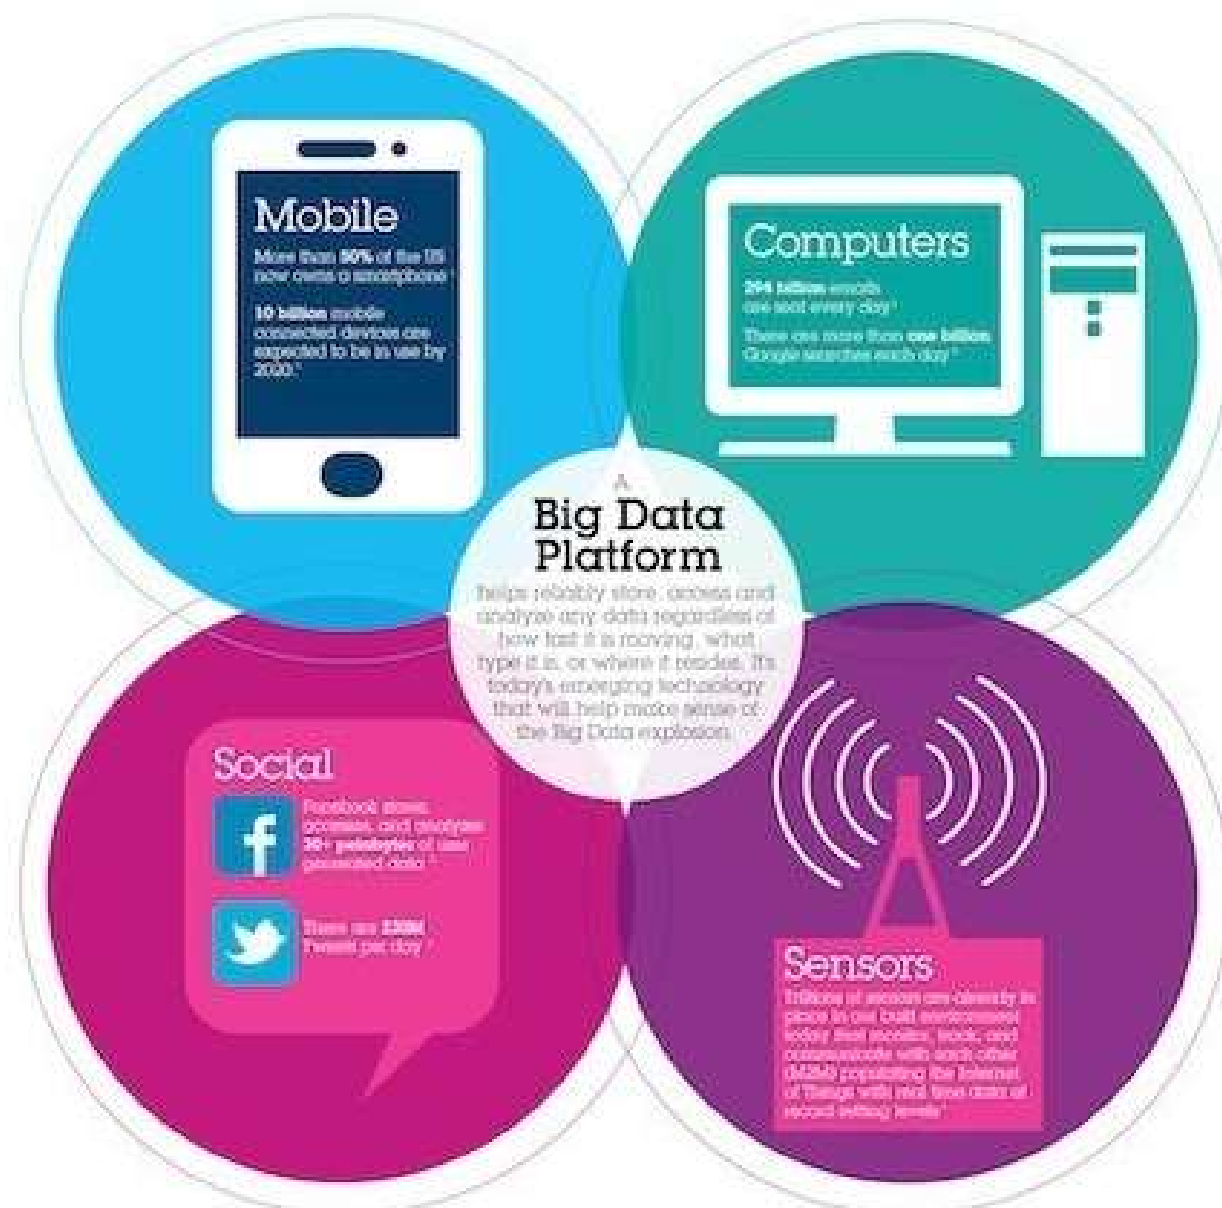 Mobile
More than 50% of the US
now owns a smartphone
10 billion mobile
connected devices are
expected to be in use by
2020.
Computers
294 billion emails
are sent every day
There are more than one billion
Google searches each day
A
Big Data
Platform
helps reliably store, access and
analyze any data regardless of
how fast it is moving, what
type it is, or where it resides. It's
today's emerging technology
that will help make sense of
the Big Data explosion.
Social
f
Facebook stores,
accesses, and analyzes
30+ petabytes of user
generated data
There are
Tweets per day
Sensors
Trillions of sensors are already in
place in our built environment
today that monitor, track, and
communicate with each other
(M2M) populating the Internet
of Things with real time data at
record setting levels